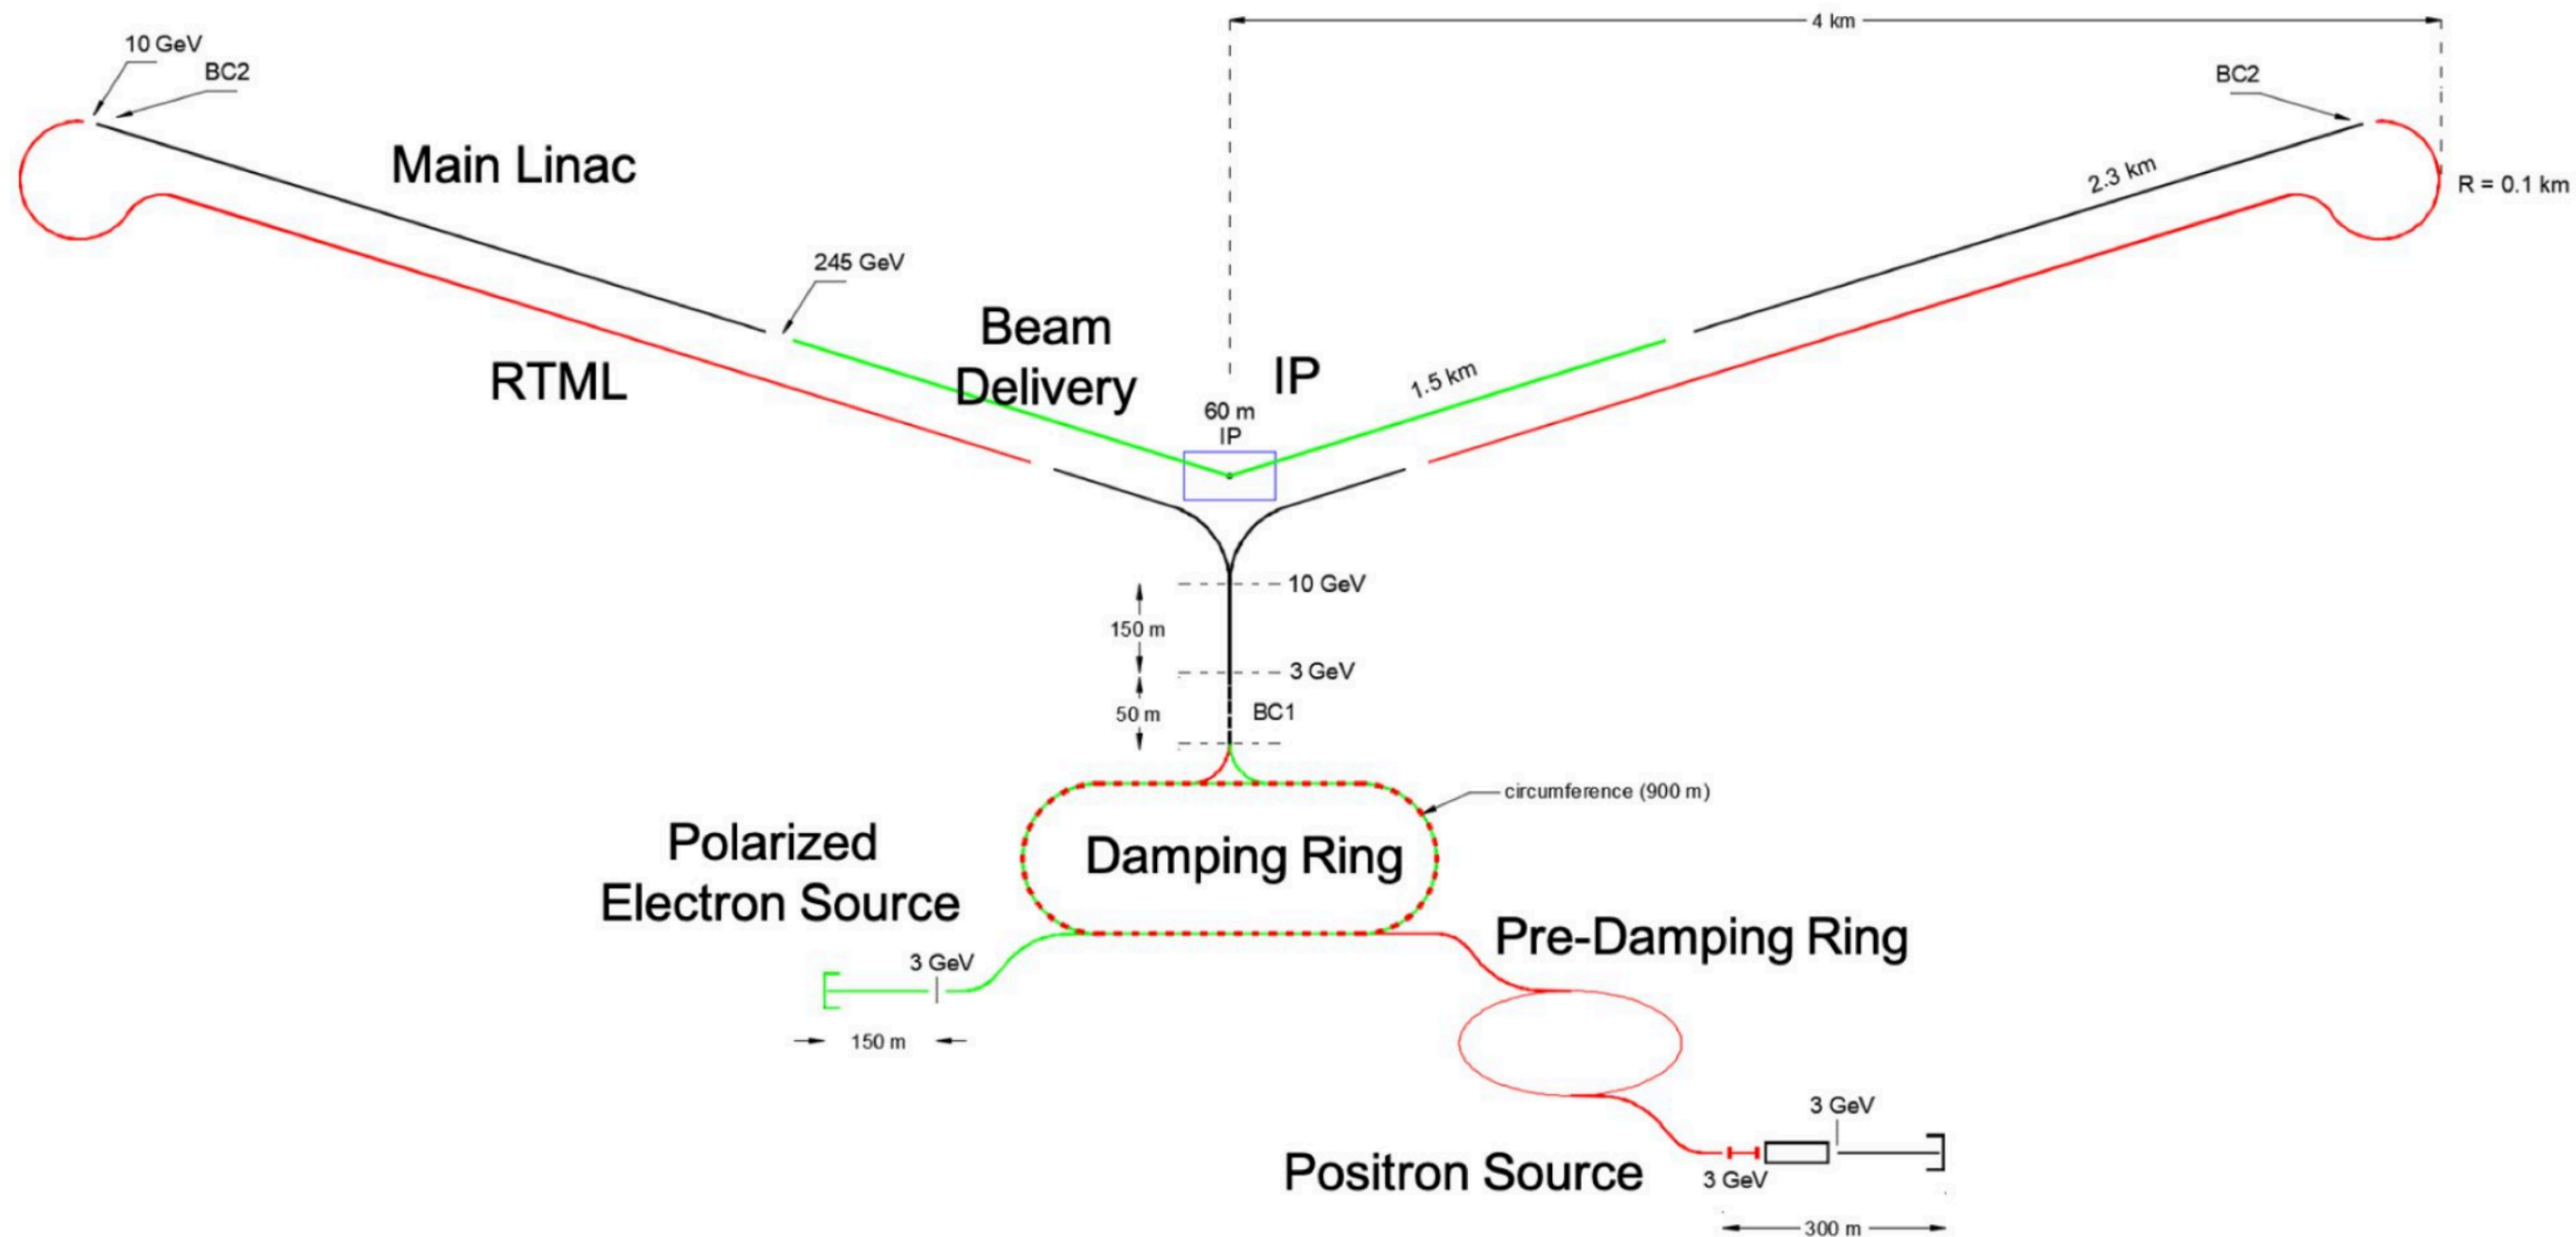 4 km
10 GeV
BC2
BC2
Main Linac
2.3 km
R = 0.1 km
245 GeV
Beam
Delivery
IP
RTML
1.5 km
60 m
IP
10 GeV
150 m
3 GeV
50 m
BC1
circumference (900 m)
Polarized
Electron Source
Damping Ring
Pre-Damping Ring
3 GeV
150 m
3 GeV
Positron Source
3 GeV
300 m